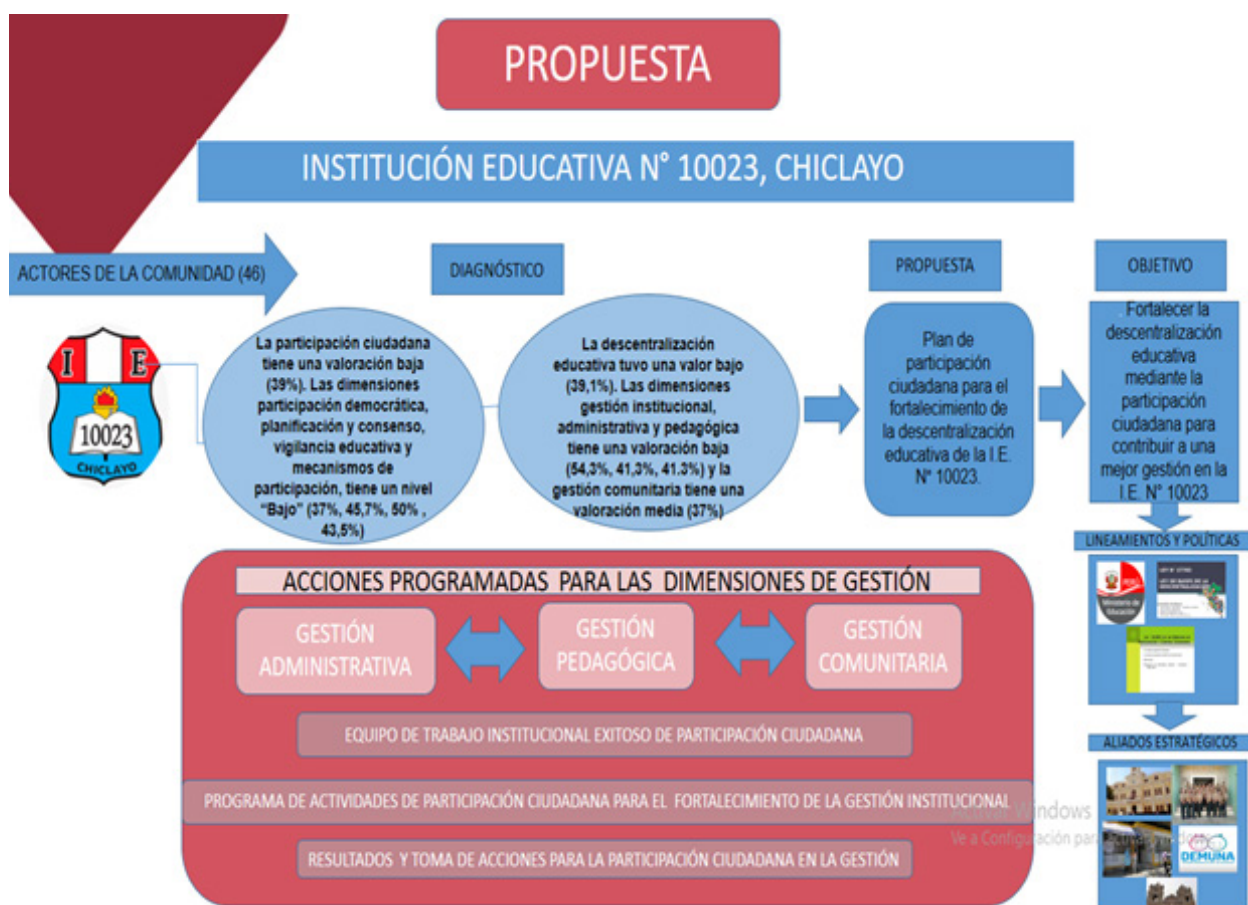 PROPUESTA
INSTITUCIÓN EDUCATIVA N° 10023, CHICLAYO
ACTORES DE LA COMUNIDAD (46)
I E
10023
CHICLAYO
DIAGNÓSTICO
La participación ciudadana
tiene una valoración baja
(39%). Las dimensiones
participación democrática,
planificación y consenso,
vigilancia educativa y
mecanismos de
participación, tiene un nivel
“Bajo” (37%, 45,7%, 50% ,
43,5%)
La descentralización
educativa tuvo una valor bajo
(39,1%). Las dimensiones
gestión institucional,
administrativa y pedagógica
tiene una valoración baja
(54,3%, 41,3%, 41.3%) y la
gestión comunitaria tiene una
valoración media (37%)
PROPUESTA
Plan de
participación
ciudadana para el
fortalecimiento de
la descentralización
educativa de la I.E.
N° 10023.
OBJETIVO
. Fortalecer la
descentralización
educativa
mediante la
participación
ciudadana para
contribuir a una
mejor gestión en la
I.E. N° 10023
LINEAMIENTOS Y POLÍTICAS
PERÚ
Ministerio de
Educación
ALIADOS ESTRATÉGICOS
DEMUNA
ACCIONES PROGRAMADAS PARA LAS DIMENSIONES DE GESTIÓN
GESTIÓN
ADMINISTRATIVA
GESTIÓN
PEDAGÓGICA
GESTIÓN
COMUNITARIA
EQUIPO DE TRABAJO INSTITUCIONAL EXITOSO DE PARTICIPACIÓN CIUDADANA
PROGRAMA DE ACTIVIDADES DE PARTICIPACIÓN CIUDADANA PARA EL FORTALECIMIENTO DE LA GESTIÓN INSTITUCIONAL
RESULTADOS Y TOMA DE ACCIONES PARA LA PARTICIPACIÓN CIUDADANA EN LA GESTIÓN
Activar Windows
Ve a Configuración para